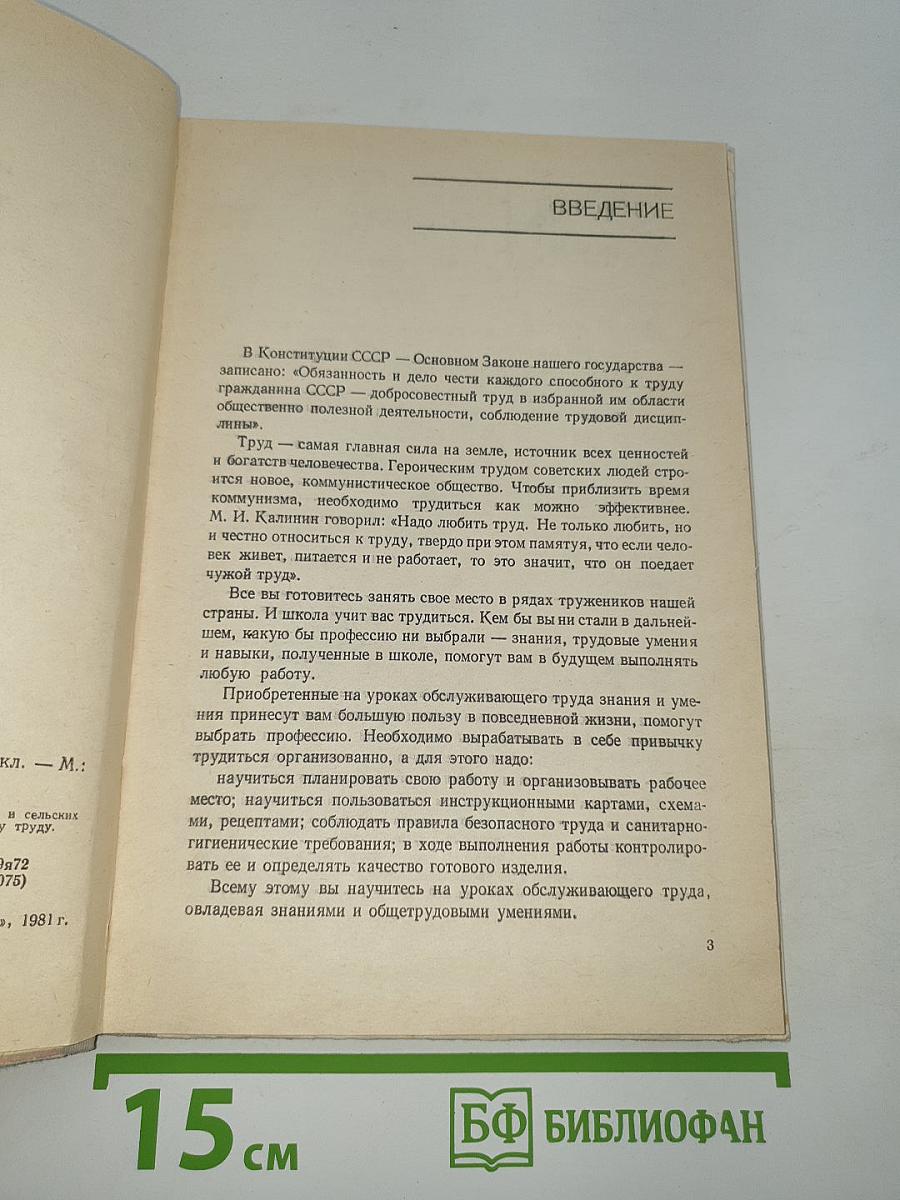 кл. — М.:
и сельских
у труду.
9я72
075)
», 1981 г.
ВВЕДЕНИЕ
В Конституции СССР — Основном Законе нашего государства —
записано: «Обязанность и дело чести каждого способного к труду
гражданина СССР — добросовестный труд в избранной им области
общественно полезной деятельности, соблюдение трудовой дисцип-
лины».
Труд — самая главная сила на земле, источник всех ценностей
и богатств человечества. Героическим трудом советских людей стро-
ится новое, коммунистическое общество. Чтобы приблизить время
коммунизма, необходимо трудиться как можно эффективнее.
М. И. Калинин говорил: «Надо любить труд. Не только любить, но
и честно относиться к труду, твердо при этом памятуя, что если чело-
век живет, питается и не работает, то это значит, что он поедает
чужой труд».
Все вы готовитесь занять свое место в рядах тружеников нашей
страны. И школа учит вас трудиться. Кем бы вы ни стали в дальней-
шем, какую бы профессию ни выбрали — знания, трудовые умения
и навыки, полученные в школе, помогут вам в будущем выполнять
любую работу.
Приобретенные на уроках обслуживающего труда знания и уме-
ния принесут вам большую пользу в повседневной жизни, помогут
выбрать профессию. Необходимо вырабатывать в себе привычку
трудиться организованно, а для этого надо:
научиться планировать свою работу и организовывать рабочее
место; научиться пользоваться инструкционными картами, схема-
ми, рецептами; соблюдать правила безопасного труда и санитарно-
гигиенические требования; в ходе выполнения работы контролиро-
вать ее и определять качество готового изделия.
Всему этому вы научитесь на уроках обслуживающего труда,
овладевая знаниями и общетрудовыми умениями.
3
15 см
БФ БИБЛИОФАН